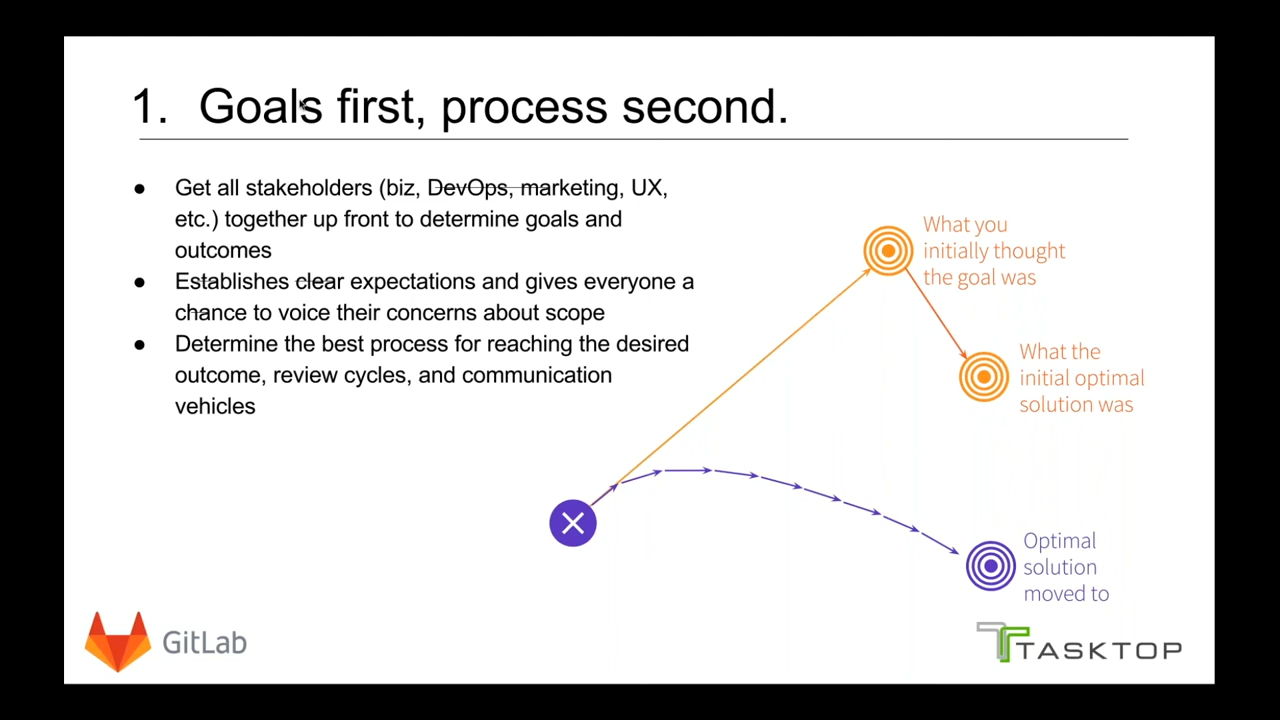 1. Goals first, process second.
● Get all stakeholders (biz, DevOps, marketing, UX,
etc.) together up front to determine goals and
outcomes
● Establishes clear expectations and gives everyone a
chance to voice their concerns about scope
● Determine the best process for reaching the desired
outcome, review cycles, and communication
vehicles
What you
initially thought
the goal was
What the
initial optimal
solution was
Optimal
solution
moved to
GitLab
TASKTOP